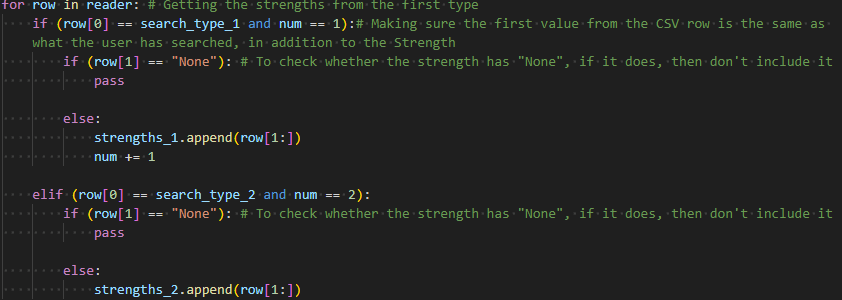 for row in reader: # Getting the strengths from the first type
if (row[0] == search_type_1 and num == 1):# Making sure the first value from the CSV row is the same as
what the user has searched, in addition to the Strength
if (row[1] == "None"): # To check whether the strength has "None", if it does, then don't include it
pass
else:
strengths_1.append(row[1:])
num += 1
elif (row[0] == search_type_2 and num == 2):
if (row[1] == "None"): # To check whether the strength has "None", if it does, then don't include it
pass
else:
strengths_2.append(row[1:])